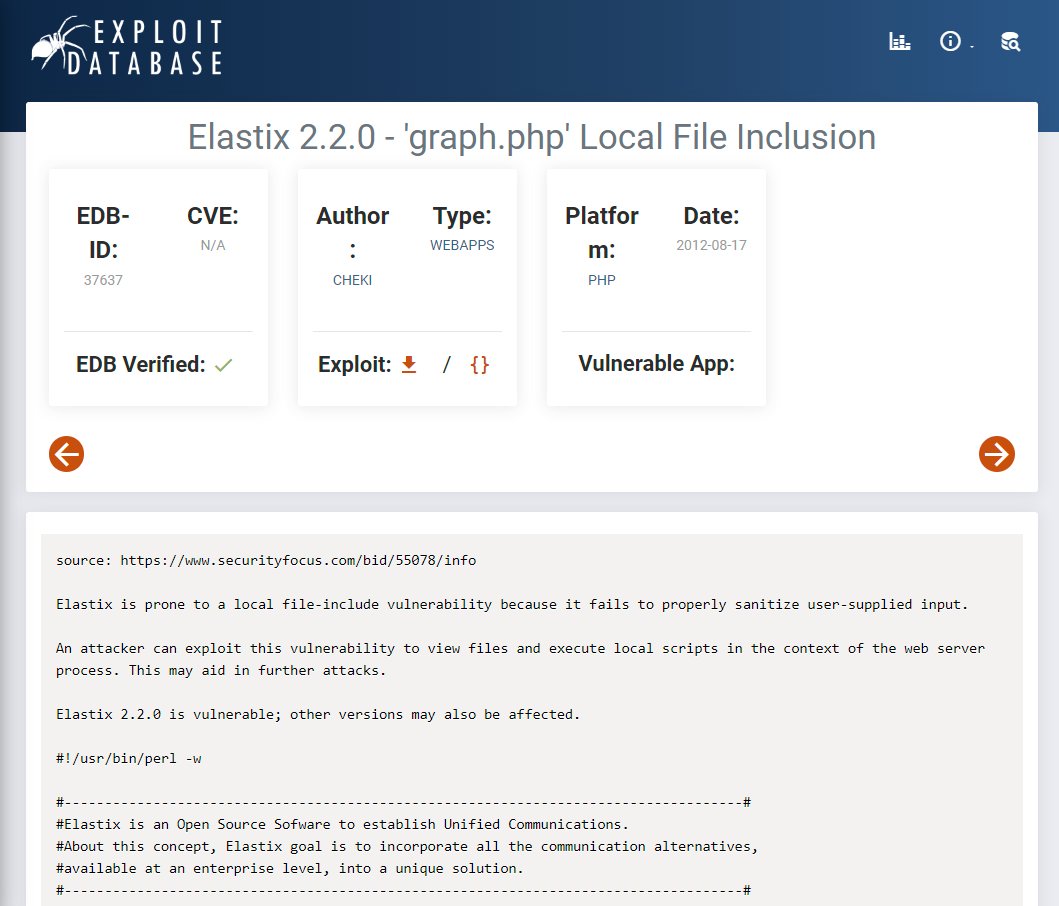 EXPLOIT
DATABASE
Elastix 2.2.0 - 'graph.php' Local File Inclusion
EDB-
ID:
37637
CVE:
N/A
Author
:
CHEKI
Type:
WEBAPPS
Platfor
m:
PHP
Date:
2012-08-17
EDB Verified:
Exploit: / {}
Vulnerable App:
source: https://www.securityfocus.com/bid/55078/info
Elastix is prone to a local file-include vulnerability because it fails to properly sanitize user-supplied input.
An attacker can exploit this vulnerability to view files and execute local scripts in the context of the web server
process. This may aid in further attacks.
Elastix 2.2.0 is vulnerable; other versions may also be affected.
#!/usr/bin/perl -w
#------------------------------------------------------------------------------------#
#Elastix is an Open Source Sofware to establish Unified Communications.
#About this concept, Elastix goal is to incorporate all the communication alternatives,
#available at an enterprise level, into a unique solution.
#------------------------------------------------------------------------------------#